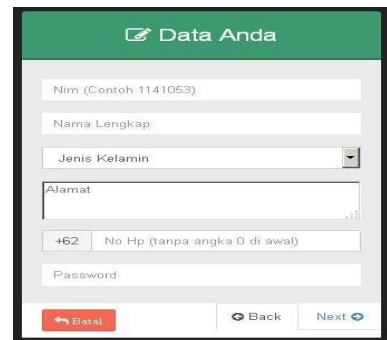 Data Anda
Nim (Contoh 1141053)
Nama Lengkap
Jenis Kelamin
Alamat
+62 No Hp (tanpa angka 0 di awal)
Password
Batal Back Next